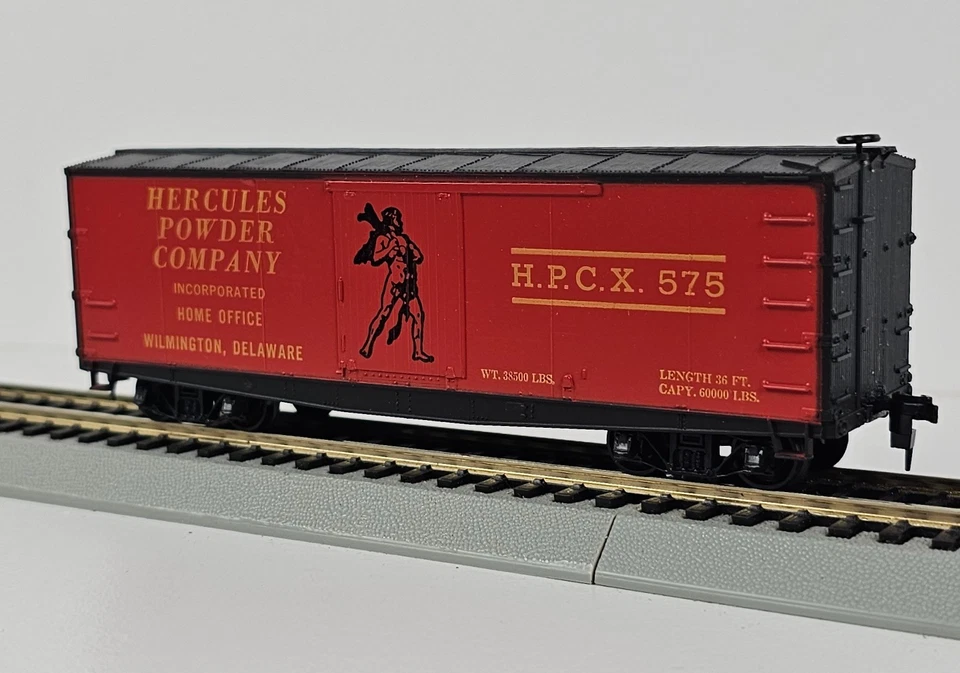 HERCULES
POWDER
COMPANY
INCORPORATED
HOME OFFICE
WILMINGTON, DELAWARE
H.P.C.X. 575
WT. 38500 LBS.
LENGTH 36 FT.
CAPY. 60000 LBS.